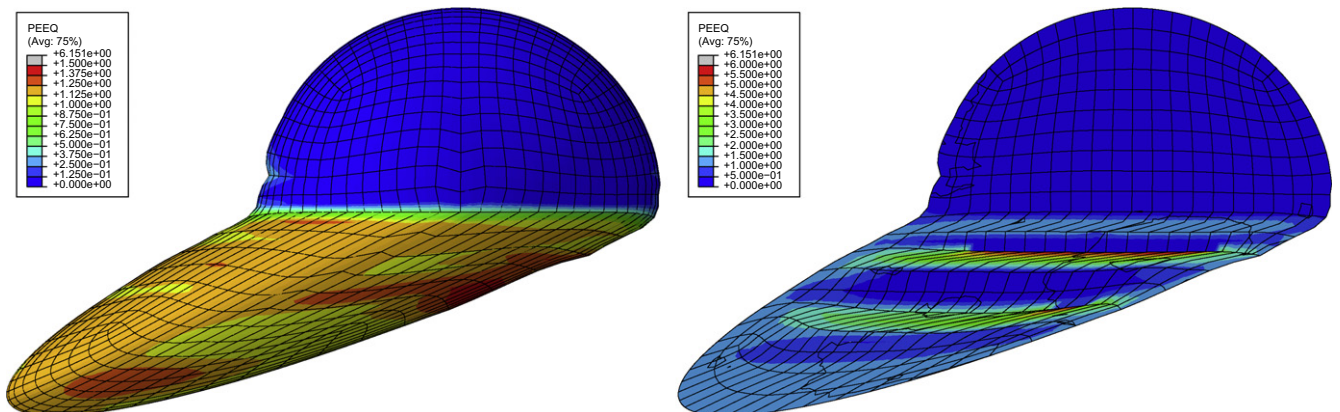 PEEQ
(Avg: 75%)
+6.151e+00
+1.500e+00
+1.375e+00
+1.250e+00
+1.125e+00
+1.000e+00
+8.750e−01
+7.500e−01
+6.250e−01
+5.000e−01
+3.750e−01
+2.500e−01
+1.250e−01
+0.000e+00
PEEQ
(Avg: 75%)
+6.151e+00
+6.000e+00
+5.500e+00
+5.000e+00
+4.500e+00
+4.000e+00
+3.500e+00
+3.000e+00
+2.500e+00
+2.000e+00
+1.500e+00
+1.000e+00
+5.000e−01
+0.000e+00